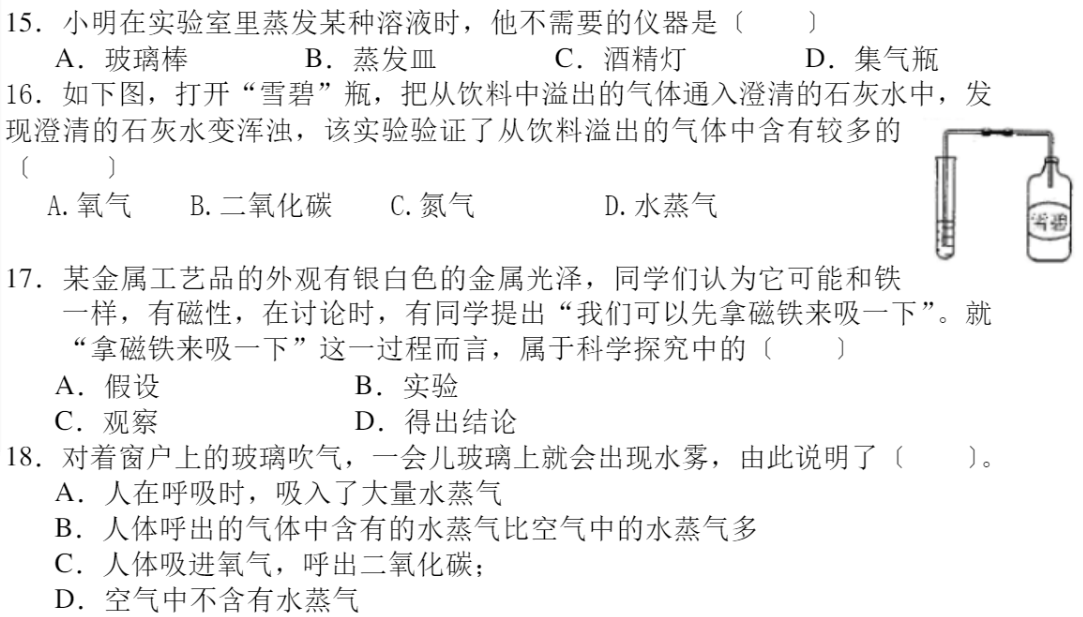 15．小明在实验室里蒸发某种溶液时，他不需要的仪器是〔　　〕
A．玻璃棒　　B．蒸发皿　　C．酒精灯　　D．集气瓶
16．如下图，打开“雪碧”瓶，把从饮料中溢出的气体通入澄清的石灰水中，发
现澄清的石灰水变浑浊，该实验验证了从饮料溢出的气体中含有较多的
〔　　〕
A.氧气　　B.二氧化碳　　C.氮气　　D.水蒸气
雪碧
17．某金属工艺品的外观有银白色的金属光泽，同学们认为它可能和铁
一样，有磁性，在讨论时，有同学提出“我们可以先拿磁铁来吸一下”。就
“拿磁铁来吸一下”这一过程而言，属于科学探究中的〔　　〕
A．假设　　B．实验
C．观察　　D．得出结论
18．对着窗户上的玻璃吹气，一会儿玻璃上就会出现水雾，由此说明了〔　　〕。
A．人在呼吸时，吸入了大量水蒸气
B．人体呼出的气体中含有的水蒸气比空气中的水蒸气多
C．人体吸进氧气，呼出二氧化碳；
D．空气中不含有水蒸气